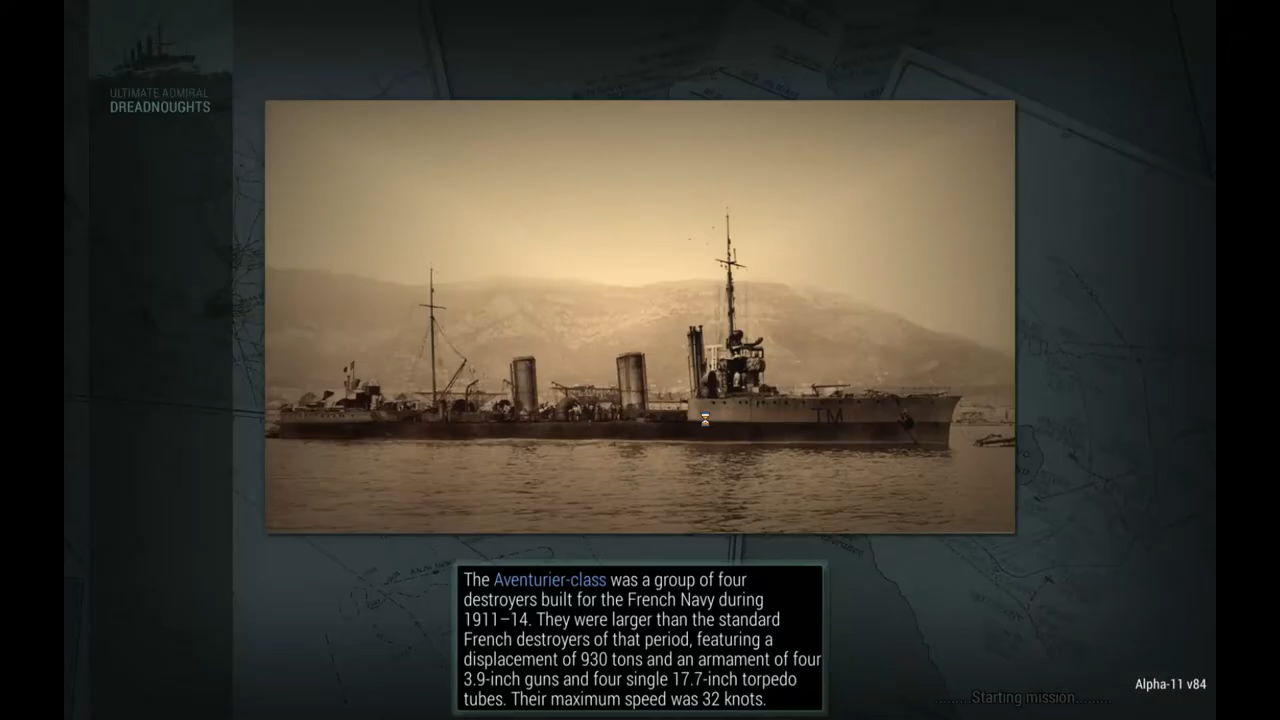 ULTIMATE ADMIRAL
DREADNOUGHTS
TM
The Aventurier-class was a group of four
destroyers built for the French Navy during
1911–14. They were larger than the standard
French destroyers of that period, featuring a
displacement of 930 tons and an armament of four
3.9-inch guns and four single 17.7-inch torpedo
tubes. Their maximum speed was 32 knots.
Alpha-11 v84
........Starting mission........